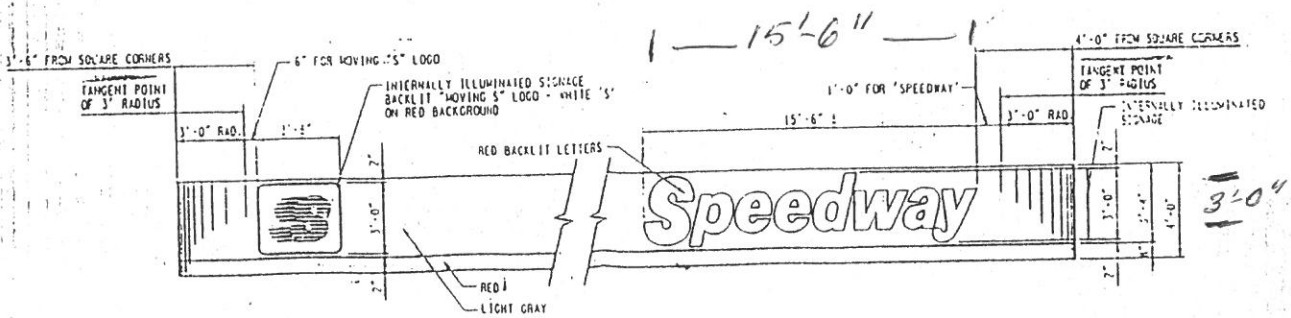 15'-6"
3'-6" FROM SQUARE CORNERS
6" FOR MOVING "S" LOGO
4'-0" FROM SQUARE CORNERS
TANGENT POINT
OF 3' RADIUS
INTERNALLY ILLUMINATED SIGNAGE
BACKLIT "MOVING S" LOGO - WHITE 'S'
ON RED BACKGROUND
1'-0" FOR 'SPEEDWAY'
TANGENT POINT
OF 3' RADIUS
INTERNALLY ILLUMINATED
SIGNAGE
3'-0" RAD.
15'-6"
3'-0" RAD.
RED BACKLIT LETTERS
2"
2"
Speedway
3'-0"
3'-0"
4'-0"
3'-0"
2"
2"
RED
LIGHT GRAY